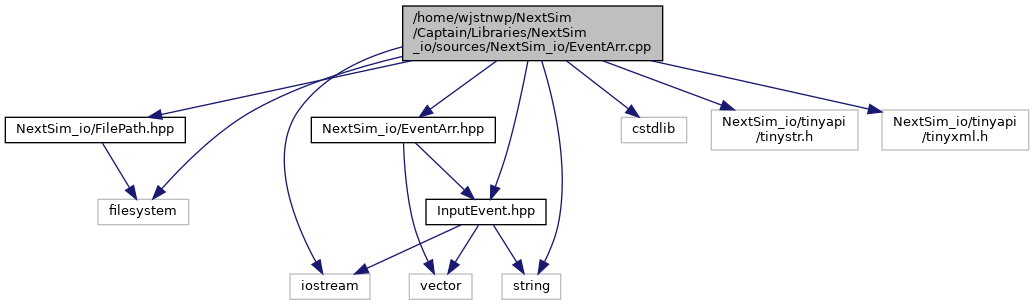 /home/wjstnwp/NextSim
/Captain/Libraries/NextSim
_io/sources/NextSim_io/EventArr.cpp
NextSim_io/FilePath.hpp
NextSim_io/EventArr.hpp
cstdlib
NextSim_io/tinyapi
/tinystr.h
NextSim_io/tinyapi
/tinyxml.h
filesystem
InputEvent.hpp
iostream
vector
string